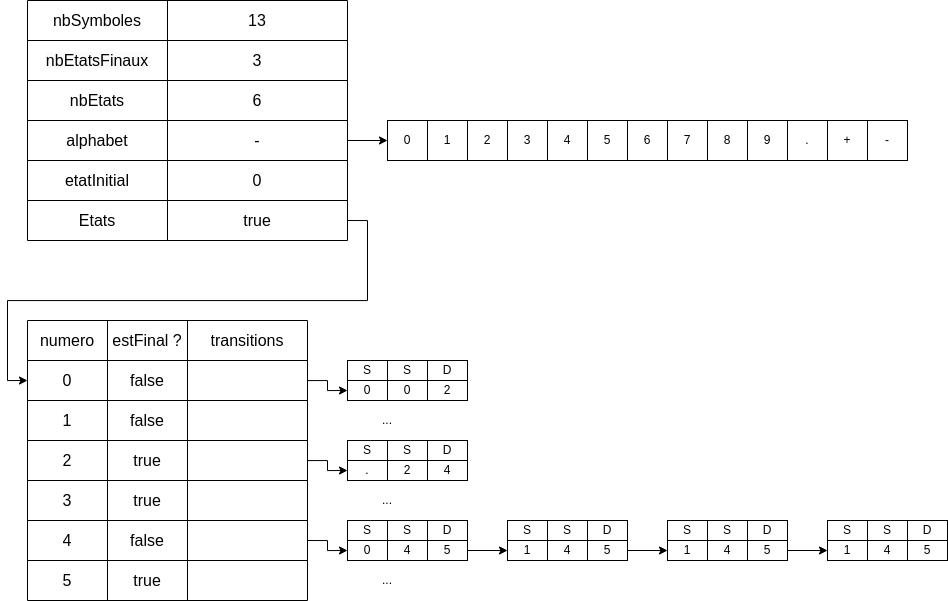 nbSymboles 13
nbEtatsFinaux 3
nbEtats 6
alphabet - 0 1 2 3 4 5 6 7 8 9 . + -
etatInitial 0
Etats true
numero estFinal ? transitions
0 false
S S D
0 0 2
1 false
...
2 true
S S D
. 2 4
3 true
...
4 false
S S D S S D S S D S S D
0 4 5 1 4 5 1 4 5 1 4 5
5 true
...